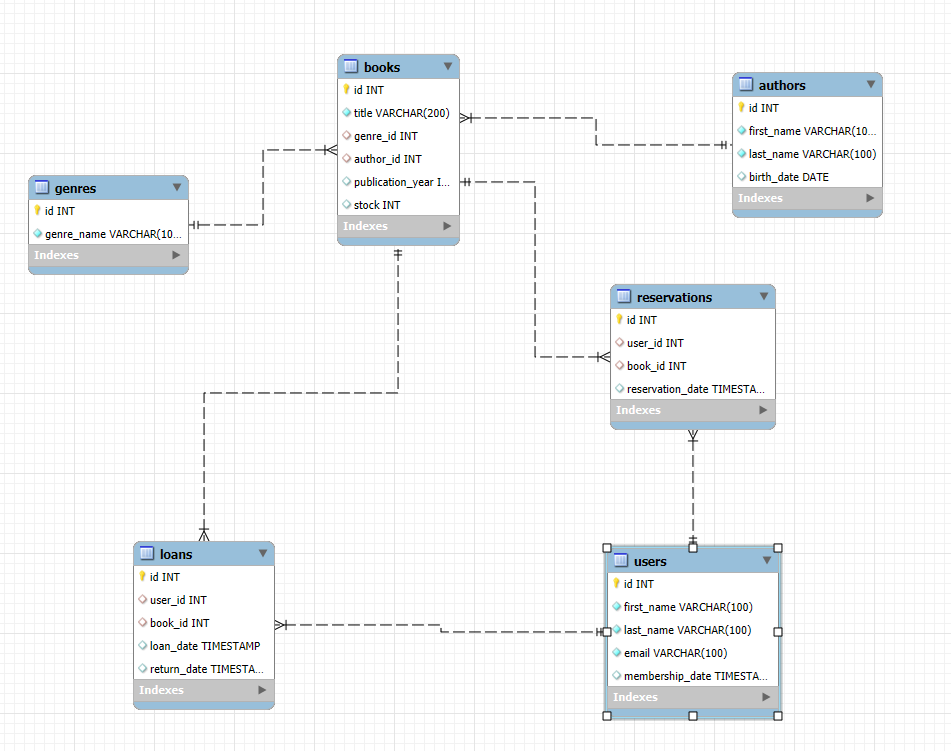 books
id INT
title VARCHAR(200)
genre_id INT
author_id INT
publication_year I...
stock INT
Indexes
authors
id INT
first_name VARCHAR(10...
last_name VARCHAR(100)
birth_date DATE
Indexes
genres
id INT
genre_name VARCHAR(10...
Indexes
reservations
id INT
user_id INT
book_id INT
reservation_date TIMESTA...
Indexes
loans
id INT
user_id INT
book_id INT
loan_date TIMESTAMP
return_date TIMESTA...
Indexes
users
id INT
first_name VARCHAR(100)
last_name VARCHAR(100)
email VARCHAR(100)
membership_date TIMESTA...
Indexes